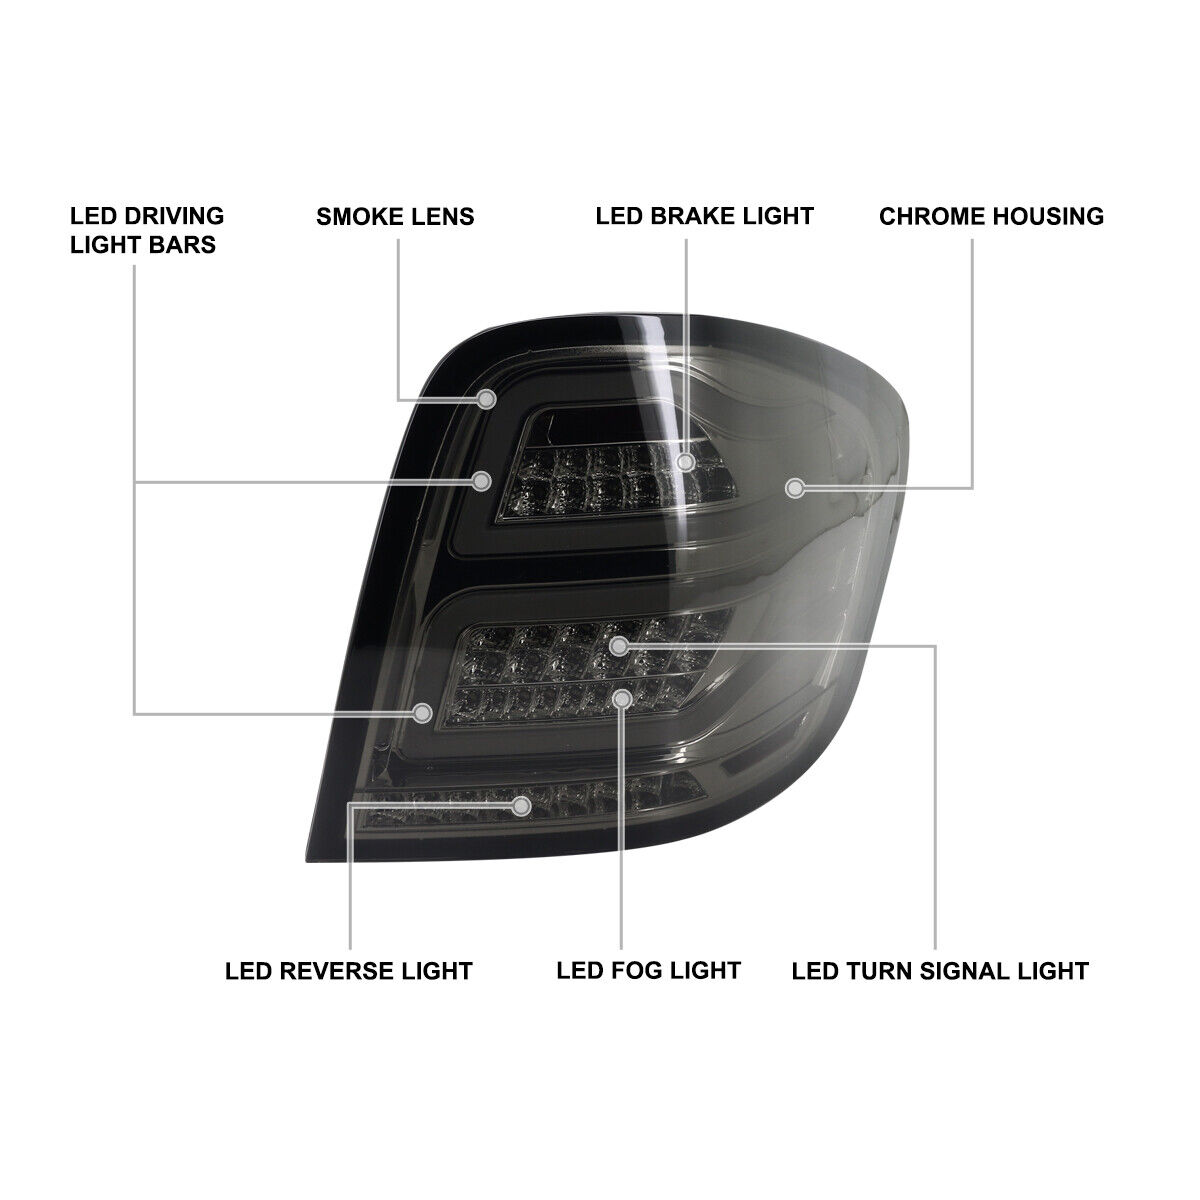 LED DRIVING
LIGHT BARS
SMOKE LENS
LED BRAKE LIGHT
CHROME HOUSING
LED REVERSE LIGHT
LED FOG LIGHT
LED TURN SIGNAL LIGHT